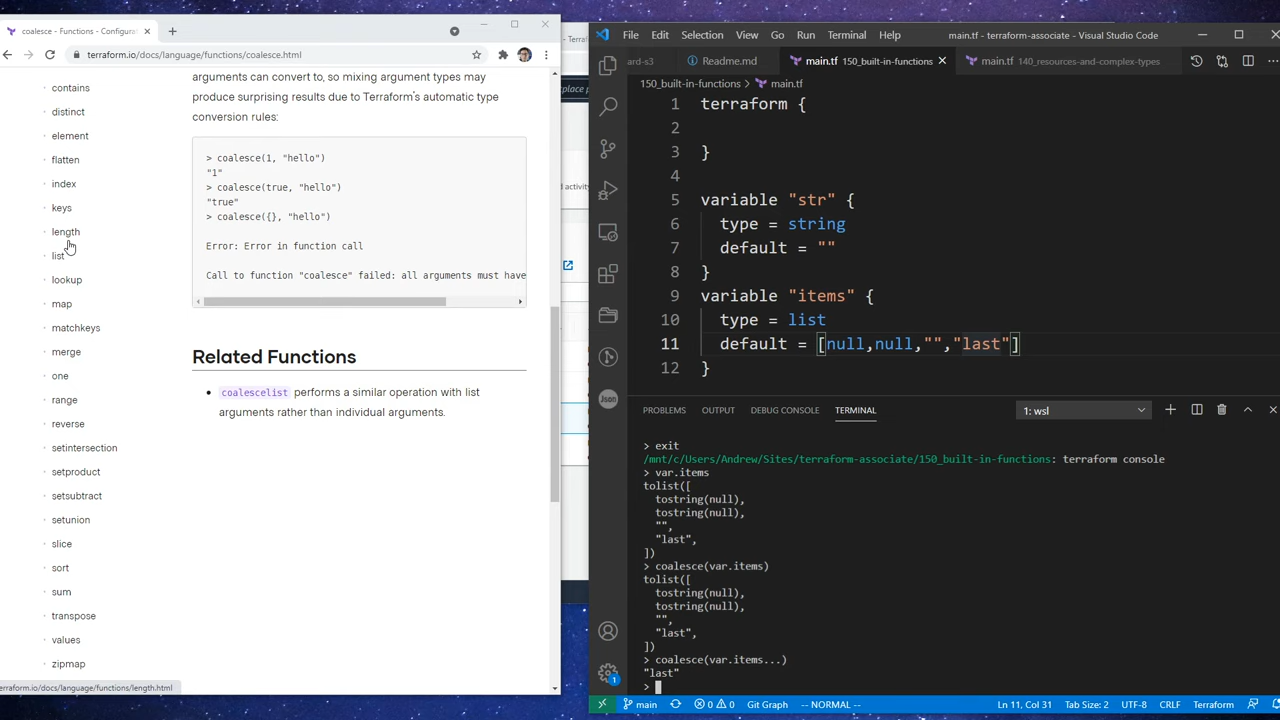 coalesce - Functions - Configura
terraform.io/docs/language/functions/coalesce.html
contains
distinct
element
flatten
index
keys
length
list
lookup
map
matchkeys
merge
one
range
reverse
setintersection
setproduct
setsubtract
setunion
slice
sort
sum
transpose
values
zipmap
terraform.io/docs/language/functions/length.html
arguments can convert to, so mixing argument types may
produce surprising results due to Terraform's automatic type
conversion rules:
> coalesce(1, "hello")
"1"
> coalesce(true, "hello")
"true"
> coalesce({}, "hello")
Error: Error in function call
Call to function "coalesce" failed: all arguments must have
Related Functions
coalescelist performs a similar operation with list
arguments rather than individual arguments.
File Edit Selection View Go Run Terminal Help main.tf - terraform-associate - Visual Studio Code
ard-s3 Readme.md main.tf 150_built-in-functions main.tf 140_resources-and-complex-types
150_built-in-functions > main.tf
1 terraform {
2
3 }
4
5 variable "str" {
6 type = string
7 default = ""
8 }
9 variable "items" {
10 type = list
11 default = [null,null,"","last"]
12 }
PROBLEMS OUTPUT DEBUG CONSOLE TERMINAL 1: wsl
> exit
/mnt/c/Users/Andrew/Sites/terraform-associate/150_built-in-functions: terraform console
> var.items
tolist([
tostring(null),
tostring(null),
"",
"last",
])
> coalesce(var.items)
tolist([
tostring(null),
tostring(null),
"",
"last",
])
> coalesce(var.items...)
"last"
>
Json
1
main 0 0 Git Graph -- NORMAL -- Ln 11, Col 31 Tab Size: 2 UTF-8 CRLF Terraform